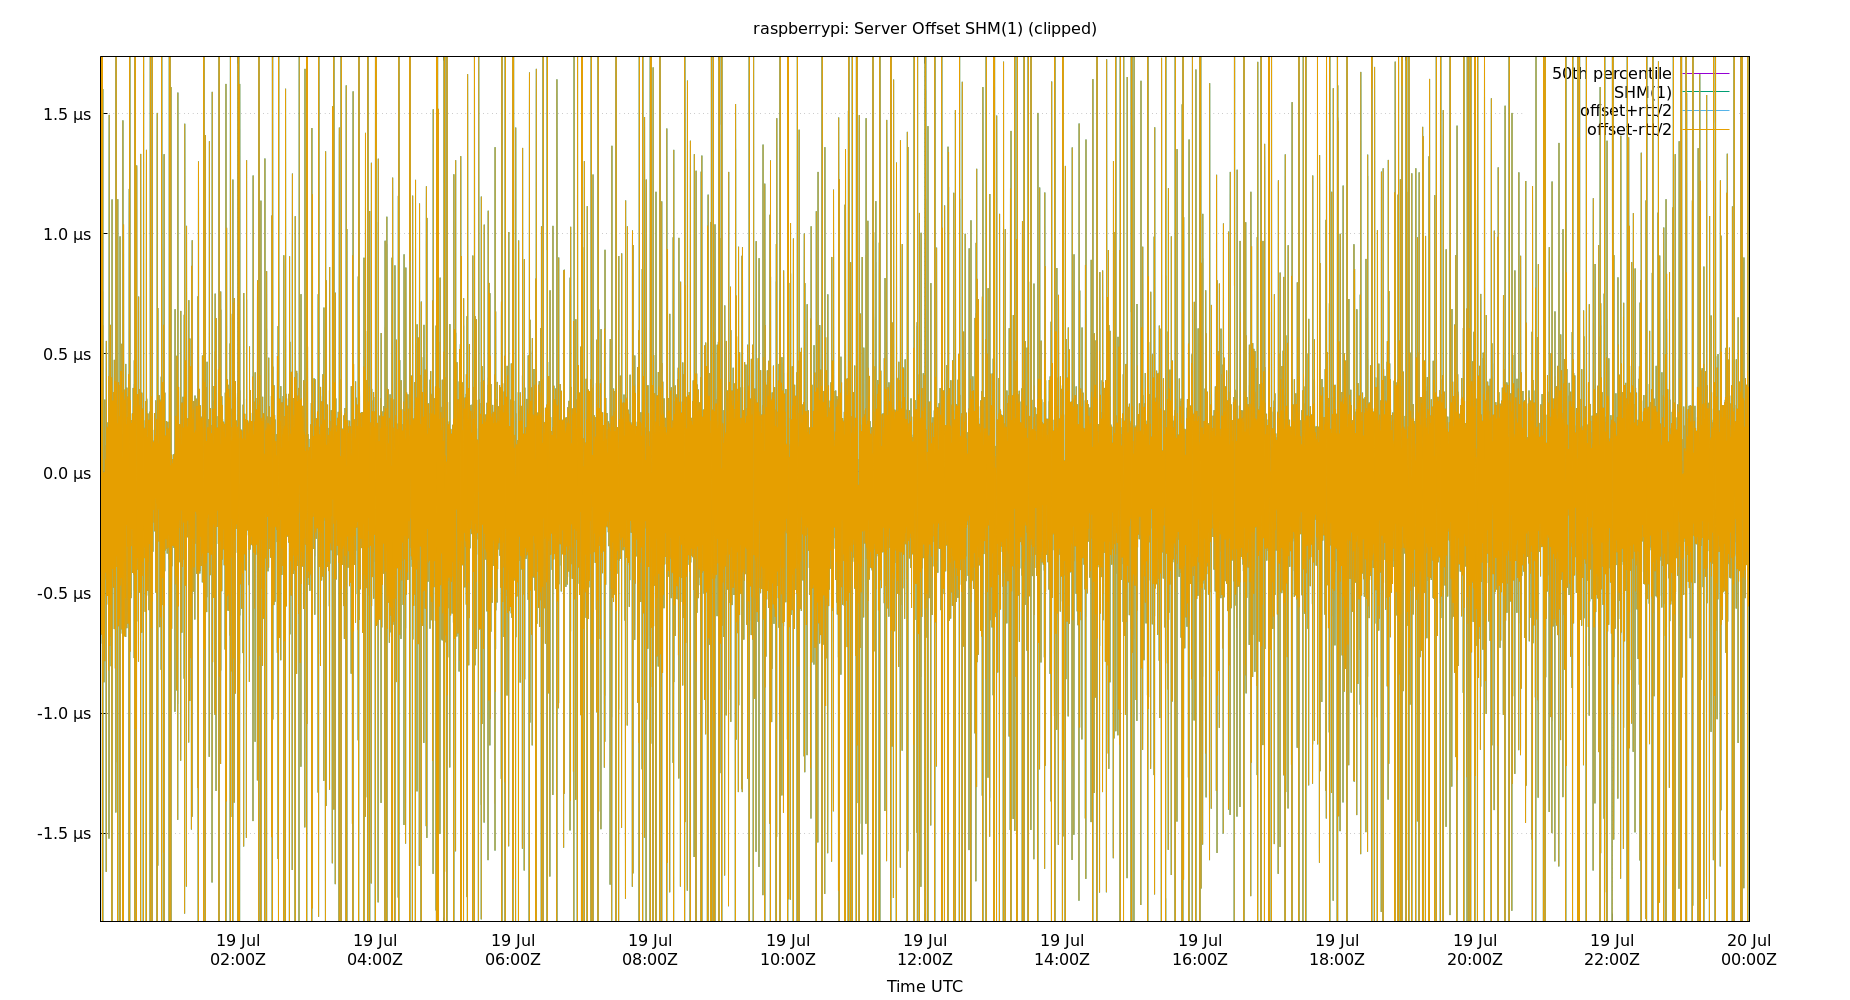 raspberrypi: Server Offset SHM(1) (clipped)
50th percentile
SHM(1)
offset+rtt/2
offset-rtt/2
1.5 µs
1.0 µs
0.5 µs
0.0 µs
-0.5 µs
-1.0 µs
-1.5 µs
19 Jul 19 Jul 19 Jul 19 Jul 19 Jul 19 Jul 19 Jul 19 Jul 19 Jul 19 Jul 19 Jul 20 Jul
02:00Z 04:00Z 06:00Z 08:00Z 10:00Z 12:00Z 14:00Z 16:00Z 18:00Z 20:00Z 22:00Z 00:00Z
Time UTC